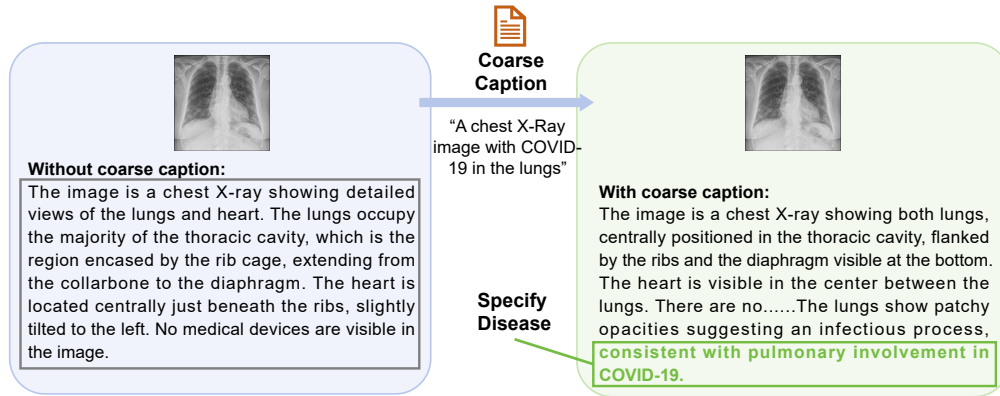 Without coarse caption:
The image is a chest X-ray showing detailed
views of the lungs and heart. The lungs occupy
the majority of the thoracic cavity, which is the
region encased by the rib cage, extending from
the collarbone to the diaphragm. The heart is
located centrally just beneath the ribs, slightly
tilted to the left. No medical devices are visible in
the image.
Coarse
Caption
“A chest X-Ray
image with COVID-
19 in the lungs”
Specify
Disease
With coarse caption:
The image is a chest X-ray showing both lungs,
centrally positioned in the thoracic cavity, flanked
by the ribs and the diaphragm visible at the bottom.
The heart is visible in the center between the
lungs. There are no......The lungs show patchy
opacities suggesting an infectious process,
consistent with pulmonary involvement in
COVID-19.